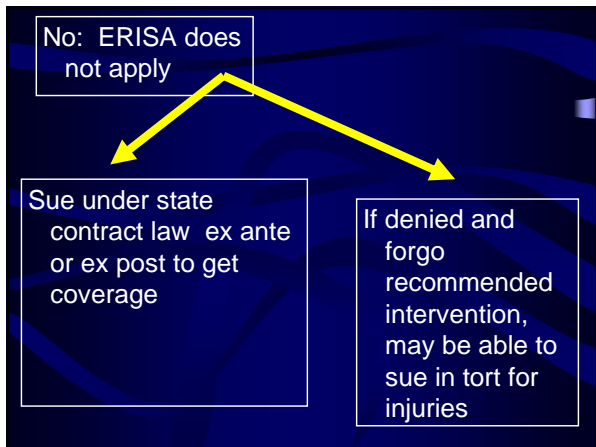 No: ERISA does
not apply
Sue under state
contract law ex ante
or ex post to get
coverage
If denied and
forgo
recommended
intervention,
may be able to
sue in tort for
injuries